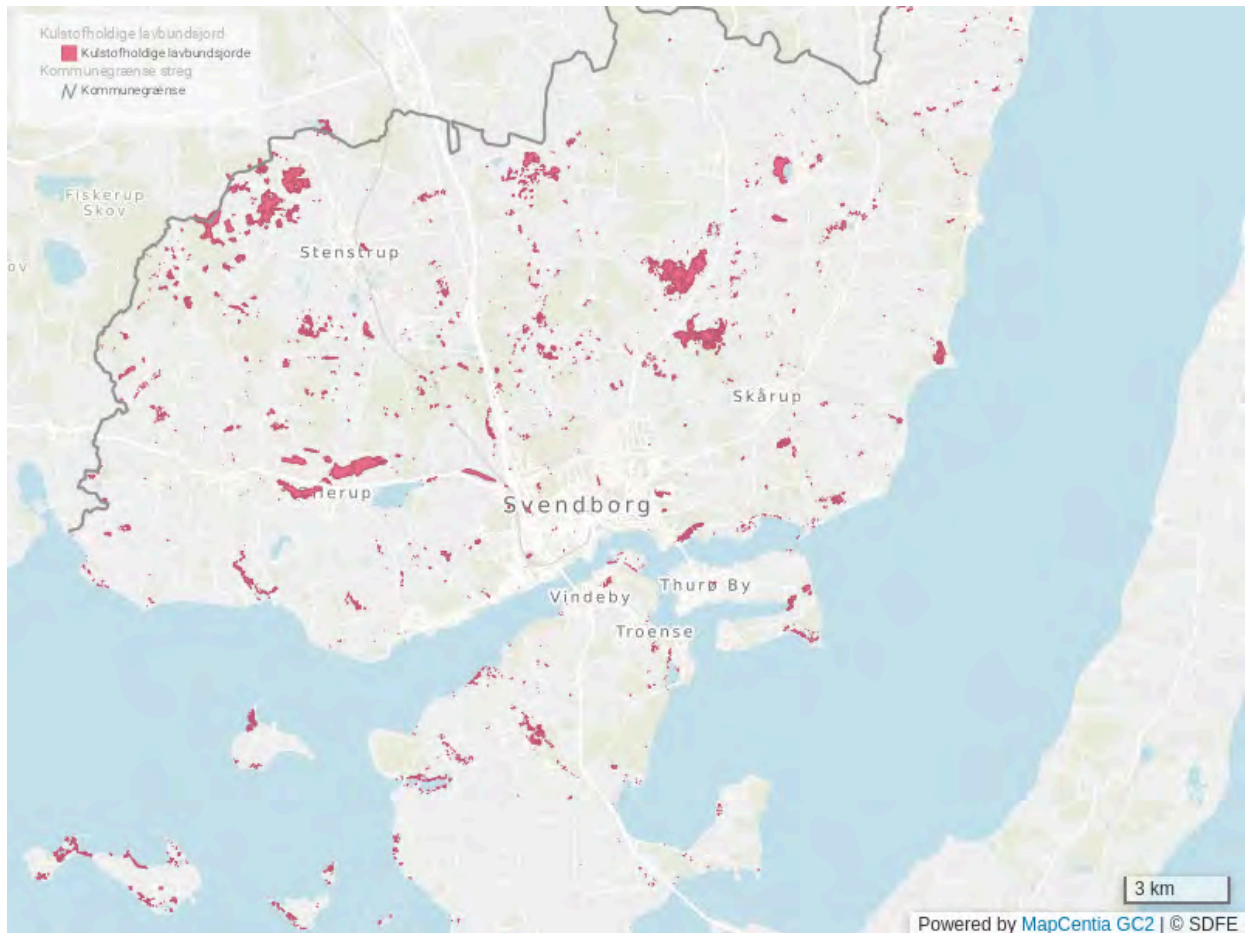 Kulstofholdige lavbundsjord
Kulstofholdige lavbundsjorde
Kommunegrænse streg
Kommunegrænse
Fiskerup
Skov
ov
Stenstrup
Skårup
Svendborg
Vindeby
Thurø By
Troense
3 km
Powered by MapCentia GC2 | © SDFE